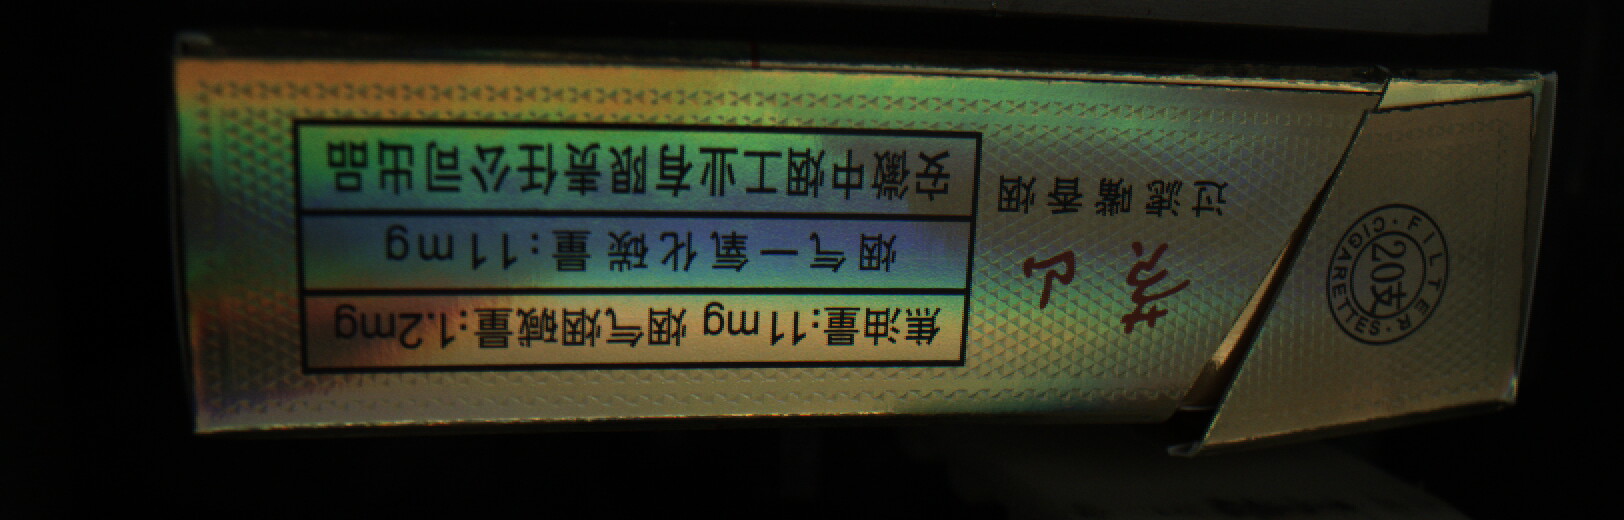 FILTER CIGARETTES
20支
黄山
过滤嘴香烟
焦油量:11mg 烟气烟碱量:1.2mg
烟气一氧化碳量:11mg
安徽中烟工业有限责任公司出品